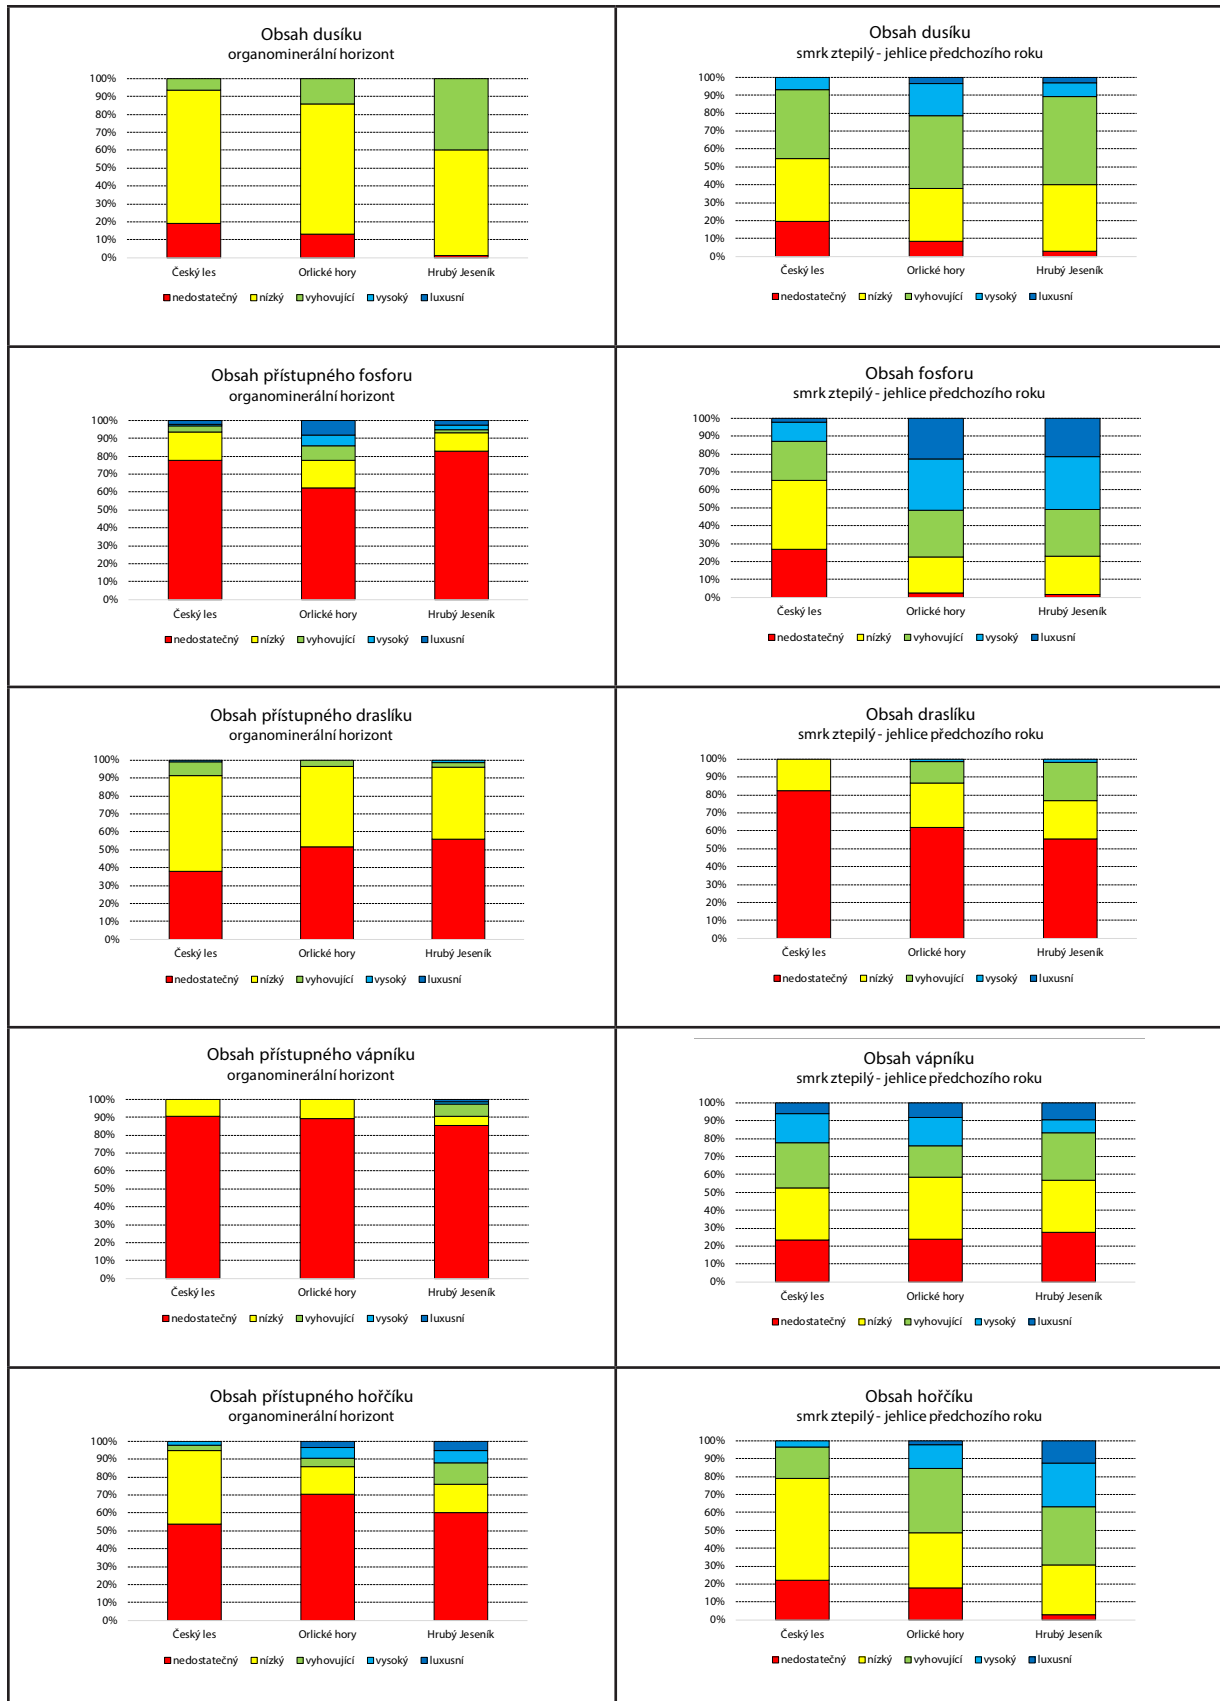 Obsah dusíku
organominerální horizont
100%
90%
80%
70%
60%
50%
40%
30%
20%
10%
0%
Český les Orlické hory Hrubý Jeseník
nedostatečný nízký vyhovující vysoký luxusní
Obsah dusíku
smrk ztepilý - jehlice předchozího roku
100%
90%
80%
70%
60%
50%
40%
30%
20%
10%
0%
Český les Orlické hory Hrubý Jeseník
nedostatečný nízký vyhovující vysoký luxusní
Obsah přístupného fosforu
organominerální horizont
100%
90%
80%
70%
60%
50%
40%
30%
20%
10%
0%
Český les Orlické hory Hrubý Jeseník
nedostatečný nízký vyhovující vysoký luxusní
Obsah fosforu
smrk ztepilý - jehlice předchozího roku
100%
90%
80%
70%
60%
50%
40%
30%
20%
10%
0%
Český les Orlické hory Hrubý Jeseník
nedostatečný nízký vyhovující vysoký luxusní
Obsah přístupného draslíku
organominerální horizont
100%
90%
80%
70%
60%
50%
40%
30%
20%
10%
0%
Český les Orlické hory Hrubý Jeseník
nedostatečný nízký vyhovující vysoký luxusní
Obsah draslíku
smrk ztepilý - jehlice předchozího roku
100%
90%
80%
70%
60%
50%
40%
30%
20%
10%
0%
Český les Orlické hory Hrubý Jeseník
nedostatečný nízký vyhovující vysoký luxusní
Obsah přístupného vápníku
organominerální horizont
100%
90%
80%
70%
60%
50%
40%
30%
20%
10%
0%
Český les Orlické hory Hrubý Jeseník
nedostatečný nízký vyhovující vysoký luxusní
Obsah vápníku
smrk ztepilý - jehlice předchozího roku
100%
90%
80%
70%
60%
50%
40%
30%
20%
10%
0%
Český les Orlické hory Hrubý Jeseník
nedostatečný nízký vyhovující vysoký luxusní
Obsah přístupného hořčíku
organominerální horizont
100%
90%
80%
70%
60%
50%
40%
30%
20%
10%
0%
Český les Orlické hory Hrubý Jeseník
nedostatečný nízký vyhovující vysoký luxusní
Obsah hořčíku
smrk ztepilý - jehlice předchozího roku
100%
90%
80%
70%
60%
50%
40%
30%
20%
10%
0%
Český les Orlické hory Hrubý Jeseník
nedostatečný nízký vyhovující vysoký luxusní